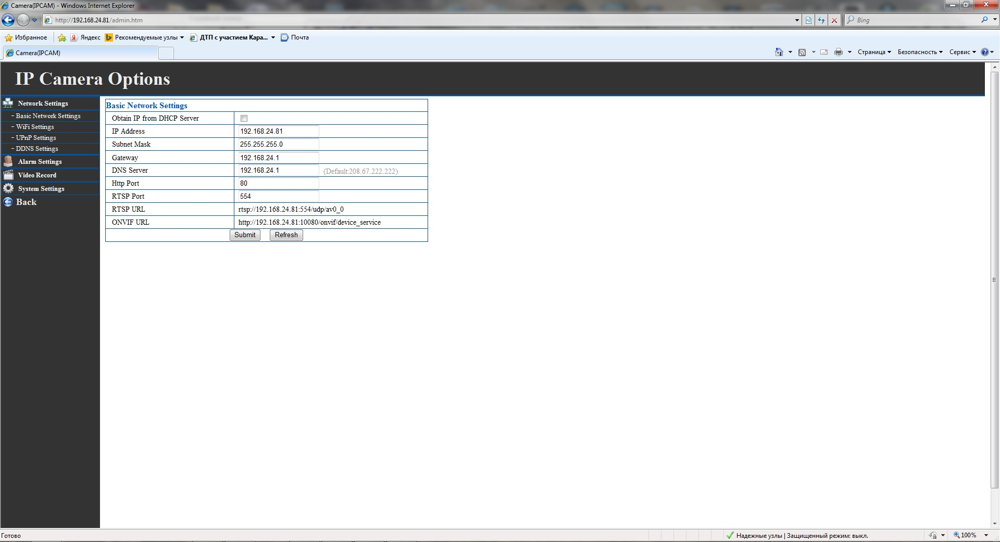 Camera(IPCAM) - Windows Internet Explorer
http://192.168.24.81/admin.htm
Bing
Избранное
Яндекс
Рекомендуемые узлы
ДТП с участием Кара...
Почта
Camera(IPCAM)
Страница
Безопасность
Сервис
IP Camera Options
Network Settings
- Basic Network Settings
- WiFi Settings
- UPnP Settings
- DDNS Settings
Alarm Settings
Video Record
System Settings
Back
Basic Network Settings
Obtain IP from DHCP Server
IP Address 192.168.24.81
Subnet Mask 255.255.255.0
Gateway 192.168.24.1
DNS Server 192.168.24.1 (Default:208.67.222.222)
Http Port 80
RTSP Port 554
RTSP URL rtsp://192.168.24.81:554/udp/av0_0
ONVIF URL http://192.168.24.81:10080/onvif/device_service
Submit Refresh
Готово
Надежные узлы | Защищенный режим: выкл.
100%